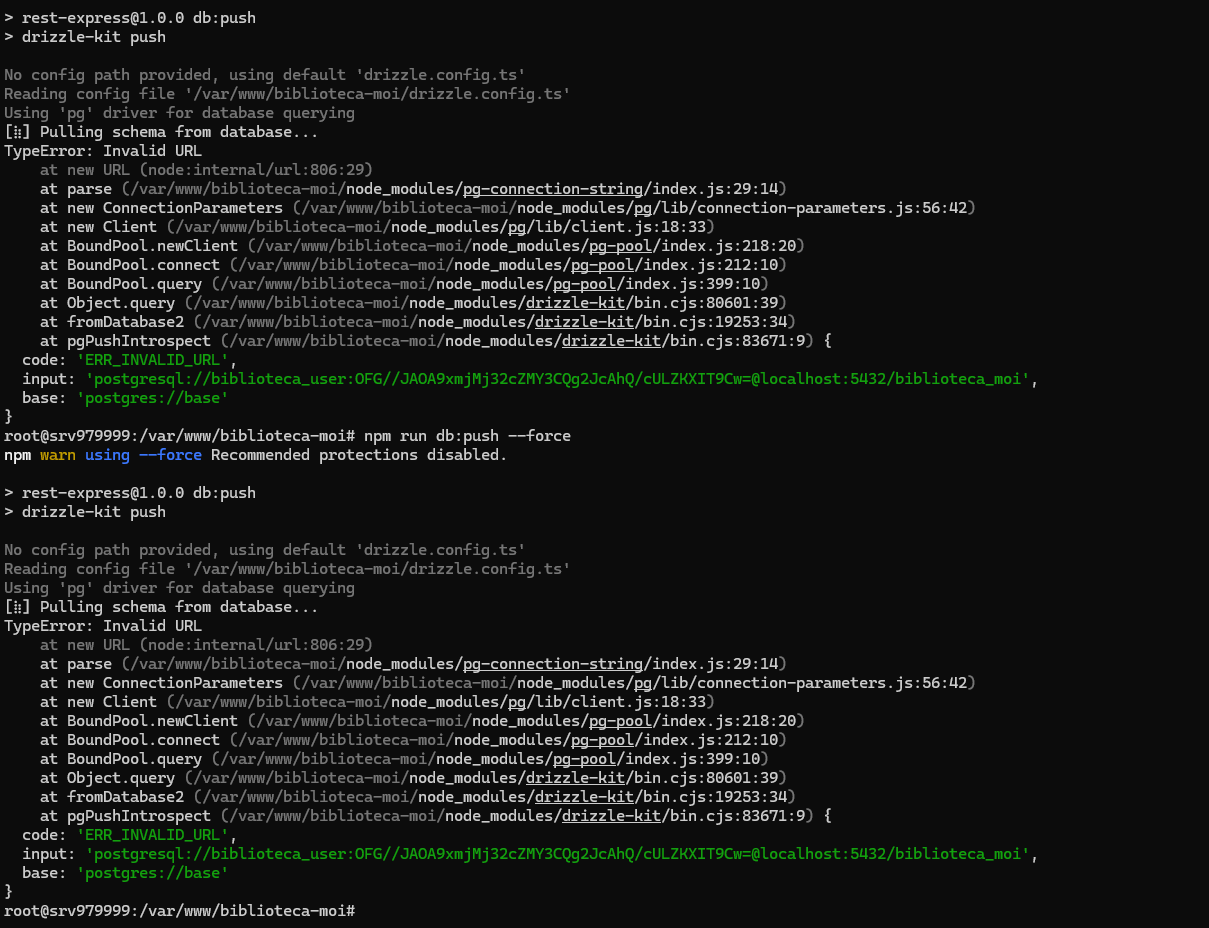 > rest-express@1.0.0 db:push
> drizzle-kit push
No config path provided, using default 'drizzle.config.ts'
Reading config file '/var/www/biblioteca-moi/drizzle.config.ts'
Using 'pg' driver for database querying
[⣷] Pulling schema from database...
TypeError: Invalid URL
    at new URL (node:internal/url:806:29)
    at parse (/var/www/biblioteca-moi/node_modules/pg-connection-string/index.js:29:14)
    at new ConnectionParameters (/var/www/biblioteca-moi/node_modules/pg/lib/connection-parameters.js:56:42)
    at new Client (/var/www/biblioteca-moi/node_modules/pg/lib/client.js:18:33)
    at BoundPool.newClient (/var/www/biblioteca-moi/node_modules/pg-pool/index.js:218:20)
    at BoundPool.connect (/var/www/biblioteca-moi/node_modules/pg-pool/index.js:212:10)
    at BoundPool.query (/var/www/biblioteca-moi/node_modules/pg-pool/index.js:399:10)
    at Object.query (/var/www/biblioteca-moi/node_modules/drizzle-kit/bin.cjs:80601:39)
    at fromDatabase2 (/var/www/biblioteca-moi/node_modules/drizzle-kit/bin.cjs:19253:34)
    at pgPushIntrospect (/var/www/biblioteca-moi/node_modules/drizzle-kit/bin.cjs:83671:9) {
  code: 'ERR_INVALID_URL',
  input: 'postgresql://biblioteca_user:OFG//JAOA9xmjMj32cZMY3CQg2JcAhQ/cULZKXIT9Cw=@localhost:5432/biblioteca_moi',
  base: 'postgres://base'
}
root@srv979999:/var/www/biblioteca-moi# npm run db:push --force
npm warn using --force Recommended protections disabled.
> rest-express@1.0.0 db:push
> drizzle-kit push
No config path provided, using default 'drizzle.config.ts'
Reading config file '/var/www/biblioteca-moi/drizzle.config.ts'
Using 'pg' driver for database querying
[⣷] Pulling schema from database...
TypeError: Invalid URL
    at new URL (node:internal/url:806:29)
    at parse (/var/www/biblioteca-moi/node_modules/pg-connection-string/index.js:29:14)
    at new ConnectionParameters (/var/www/biblioteca-moi/node_modules/pg/lib/connection-parameters.js:56:42)
    at new Client (/var/www/biblioteca-moi/node_modules/pg/lib/client.js:18:33)
    at BoundPool.newClient (/var/www/biblioteca-moi/node_modules/pg-pool/index.js:218:20)
    at BoundPool.connect (/var/www/biblioteca-moi/node_modules/pg-pool/index.js:212:10)
    at BoundPool.query (/var/www/biblioteca-moi/node_modules/pg-pool/index.js:399:10)
    at Object.query (/var/www/biblioteca-moi/node_modules/drizzle-kit/bin.cjs:80601:39)
    at fromDatabase2 (/var/www/biblioteca-moi/node_modules/drizzle-kit/bin.cjs:19253:34)
    at pgPushIntrospect (/var/www/biblioteca-moi/node_modules/drizzle-kit/bin.cjs:83671:9) {
  code: 'ERR_INVALID_URL',
  input: 'postgresql://biblioteca_user:OFG//JAOA9xmjMj32cZMY3CQg2JcAhQ/cULZKXIT9Cw=@localhost:5432/biblioteca_moi',
  base: 'postgres://base'
}
root@srv979999:/var/www/biblioteca-moi#